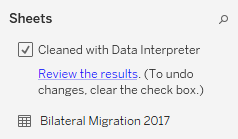 Sheets
Cleaned with Data Interpreter
Review the results. (To undo
changes, clear the check box.)
Bilateral Migration 2017